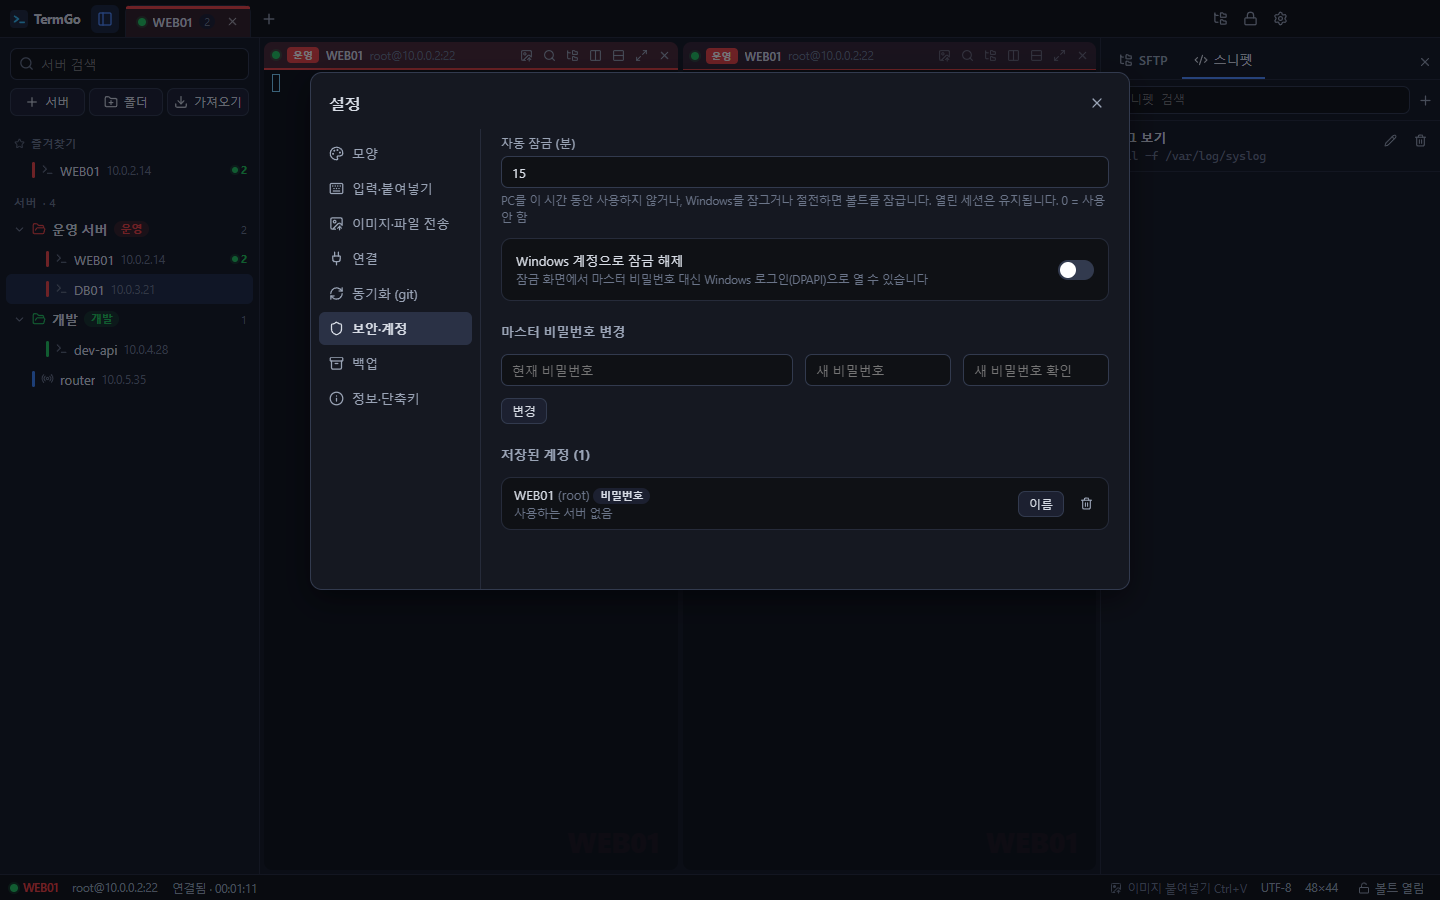 TermGo
WEB01 2
서버 검색
서버
폴더
가져오기
즐겨찾기
WEB01 10.0.2.14 2
서버 · 4
운영 서버 운영 2
WEB01 10.0.2.14 2
DB01 10.0.3.21
개발 개발 1
dev-api 10.0.4.28
router 10.0.5.35
운영 WEB01 root@10.0.0.2:22
운영 WEB01 root@10.0.0.2:22
WEB01
WEB01
SFTP
스니펫
검색
보기
-f /var/log/syslog
설정
모양
입력·붙여넣기
이미지·파일 전송
연결
동기화 (git)
보안·계정
백업
정보·단축키
자동 잠금 (분)
15
PC를 이 시간 동안 사용하지 않거나, Windows를 잠그거나 절전하면 볼트를 잠급니다. 열린 세션은 유지됩니다. 0 = 사용
안 함
Windows 계정으로 잠금 해제
잠금 화면에서 마스터 비밀번호 대신 Windows 로그인(DPAPI)으로 열 수 있습니다
마스터 비밀번호 변경
현재 비밀번호
새 비밀번호
새 비밀번호 확인
변경
저장된 계정 (1)
WEB01 (root) 비밀번호
사용하는 서버 없음
이름
WEB01 root@10.0.0.2:22 연결됨 · 00:01:11
이미지 붙여넣기 Ctrl+V UTF-8 48×44 볼트 열림